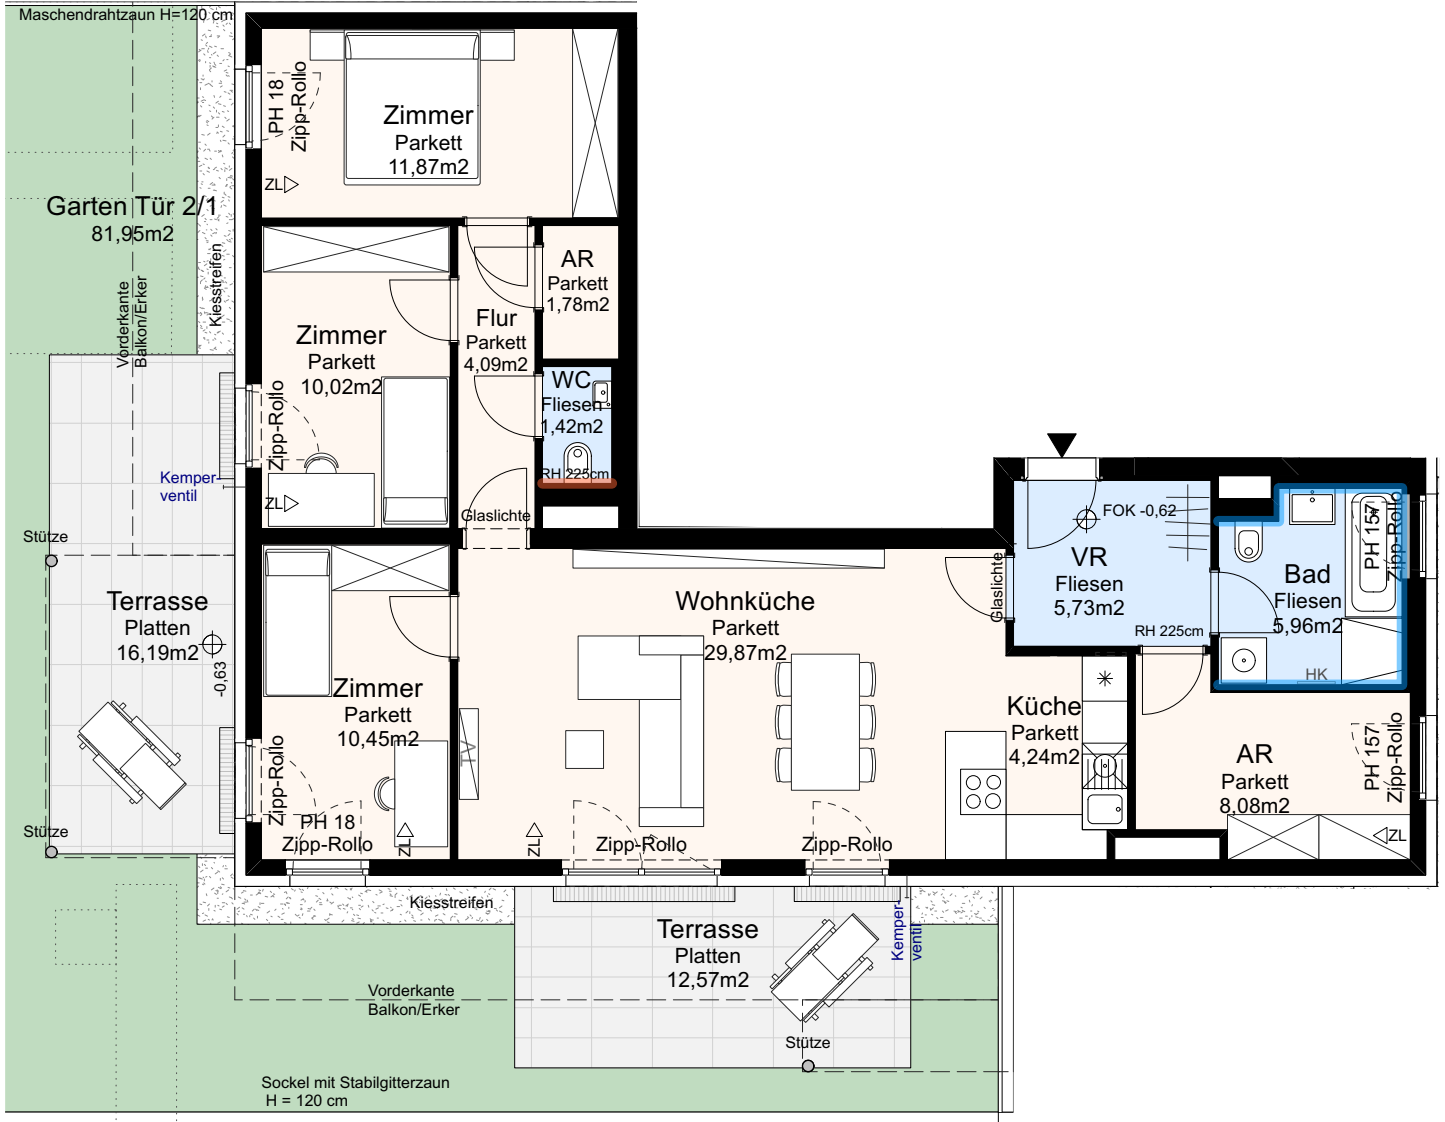 Maschendrahtzaun H=120 cm
PH 18
Zipp-Rollo
Zimmer
Parkett
11,87m2
ZL
Garten Tür 2/1
81,95m2
Kiesstreifen
Vorderkante
Balkon/Erker
AR
Parkett
1,78m2
Flur
Parkett
4,09m2
Zimmer
Parkett
10,02m2
Zipp-Rollo
WC
Fliesen
1,42m2
RH 225cm
Kemper-
ventil
ZL
Glaslichte
Stütze
FOK -0,62
VR
Fliesen
5,73m2
Glaslichte
RH 225cm
Bad
Fliesen
5,96m2
HK
PH 157
Zipp-Rollo
Terrasse
Platten
16,19m2
-0,63
Wohnküche
Parkett
29,87m2
Zimmer
Parkett
10,45m2
TV
Küche
Parkett
4,24m2
AR
Parkett
8,08m2
PH 157
Zipp-Rollo
ZL
Zipp-Rollo
Stütze
PH 18
Zipp-Rollo
ZL
ZL
Zipp-Rollo
Zipp-Rollo
Kiesstreifen
Terrasse
Platten
12,57m2
Kemper-
ventil
Vorderkante
Balkon/Erker
Stütze
Sockel mit Stabilgitterzaun
H = 120 cm